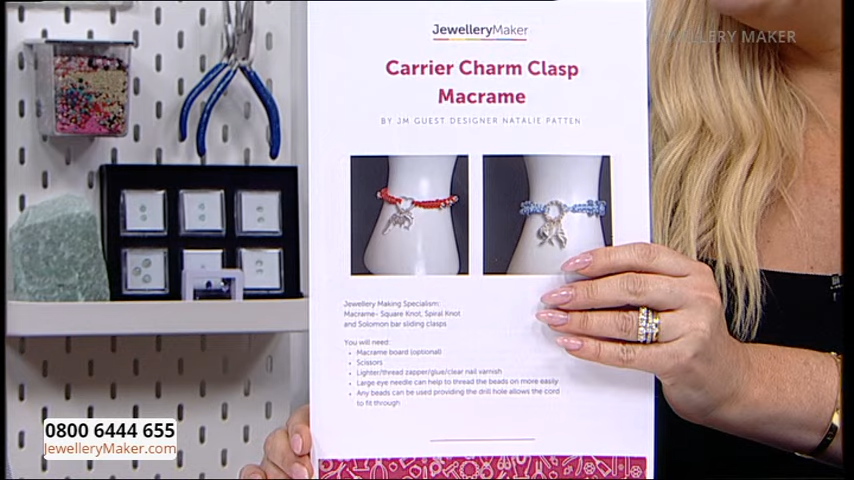 JewelleryMaker
JEWELLERY MAKER
Carrier Charm Clasp
Macrame
BY JM GUEST DESIGNER NATALIE PATTEN
Jewellery Making Specialism:
Macrame- Square Knot, Spiral Knot
and Solomon bar sliding clasps
You will need:
• Macrame board (optional)
• Scissors
• Lighter/thread zapper/glue/clear nail varnish
• Large eye needle can help to thread the beads on more easily
• Any beads can be used providing the drill hole allows the cord
to fit through
0800 6444 655
JewelleryMaker.com